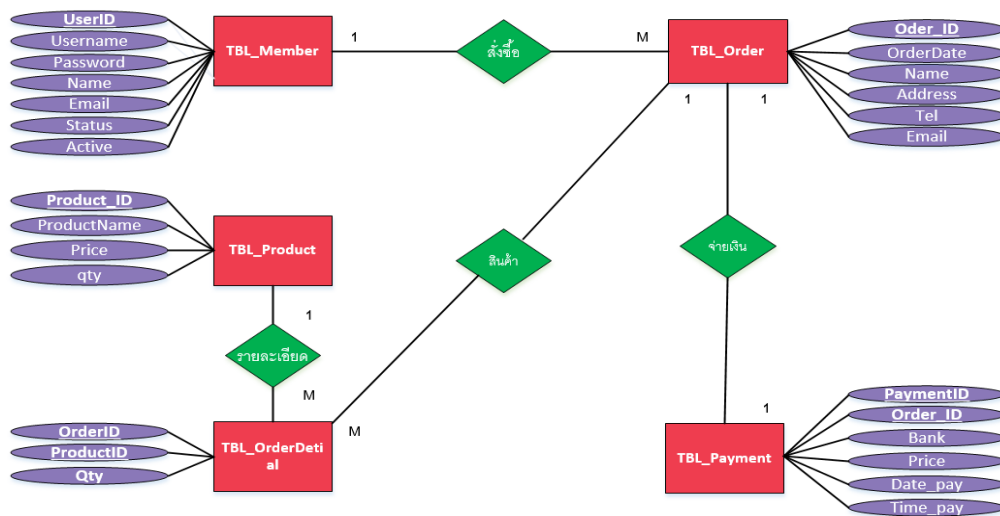 UserID
Username
Password
Name
Email
Status
Active
TBL_Member
1
สั่งซื้อ
M
TBL_Order
Oder_ID
OrderDate
Name
Address
Tel
Email
1
1
Product_ID
ProductName
Price
qty
TBL_Product
1
รายละเอียด
M
สินค้า
M
จ่ายเงิน
1
OrderID
ProductID
Qty
TBL_OrderDeti
al
TBL_Payment
PaymentID
Order_ID
Bank
Price
Date_pay
Time_pay